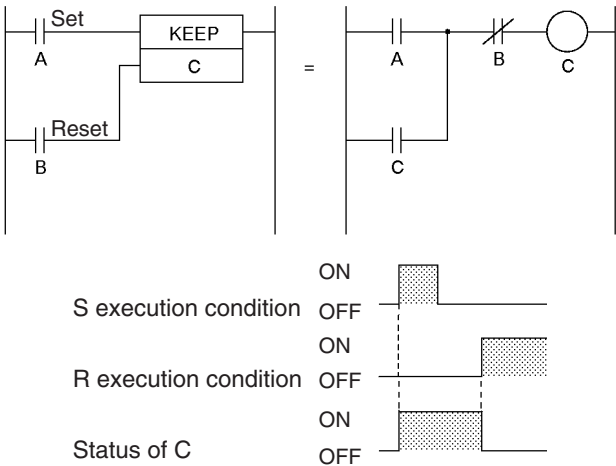 Set
KEEP
A
C
Reset
B
=
A
B
C
C
ON
S execution condition OFF
ON
R execution condition OFF
ON
Status of C OFF